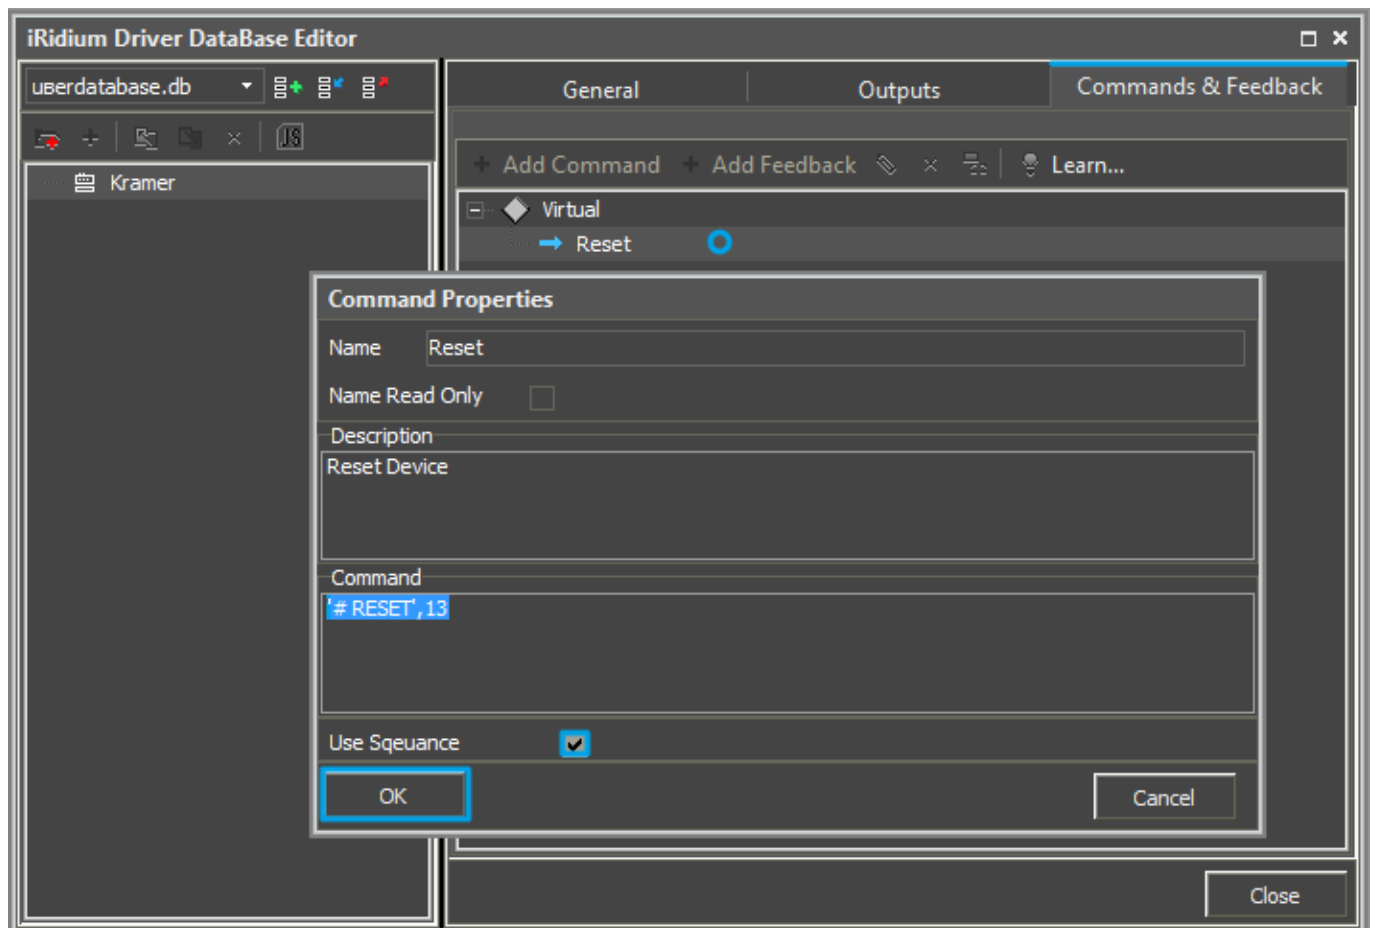 iRidium Driver DataBase Editor
userdatabase.db
General
Outputs
Commands & Feedback
JS
Add Command
Add Feedback
Learn...
Kramer
Virtual
Reset
Command Properties
Name
Reset
Name Read Only
Description
Reset Device
Command
'# RESET',13
Use Sqeuance
OK
Cancel
Close